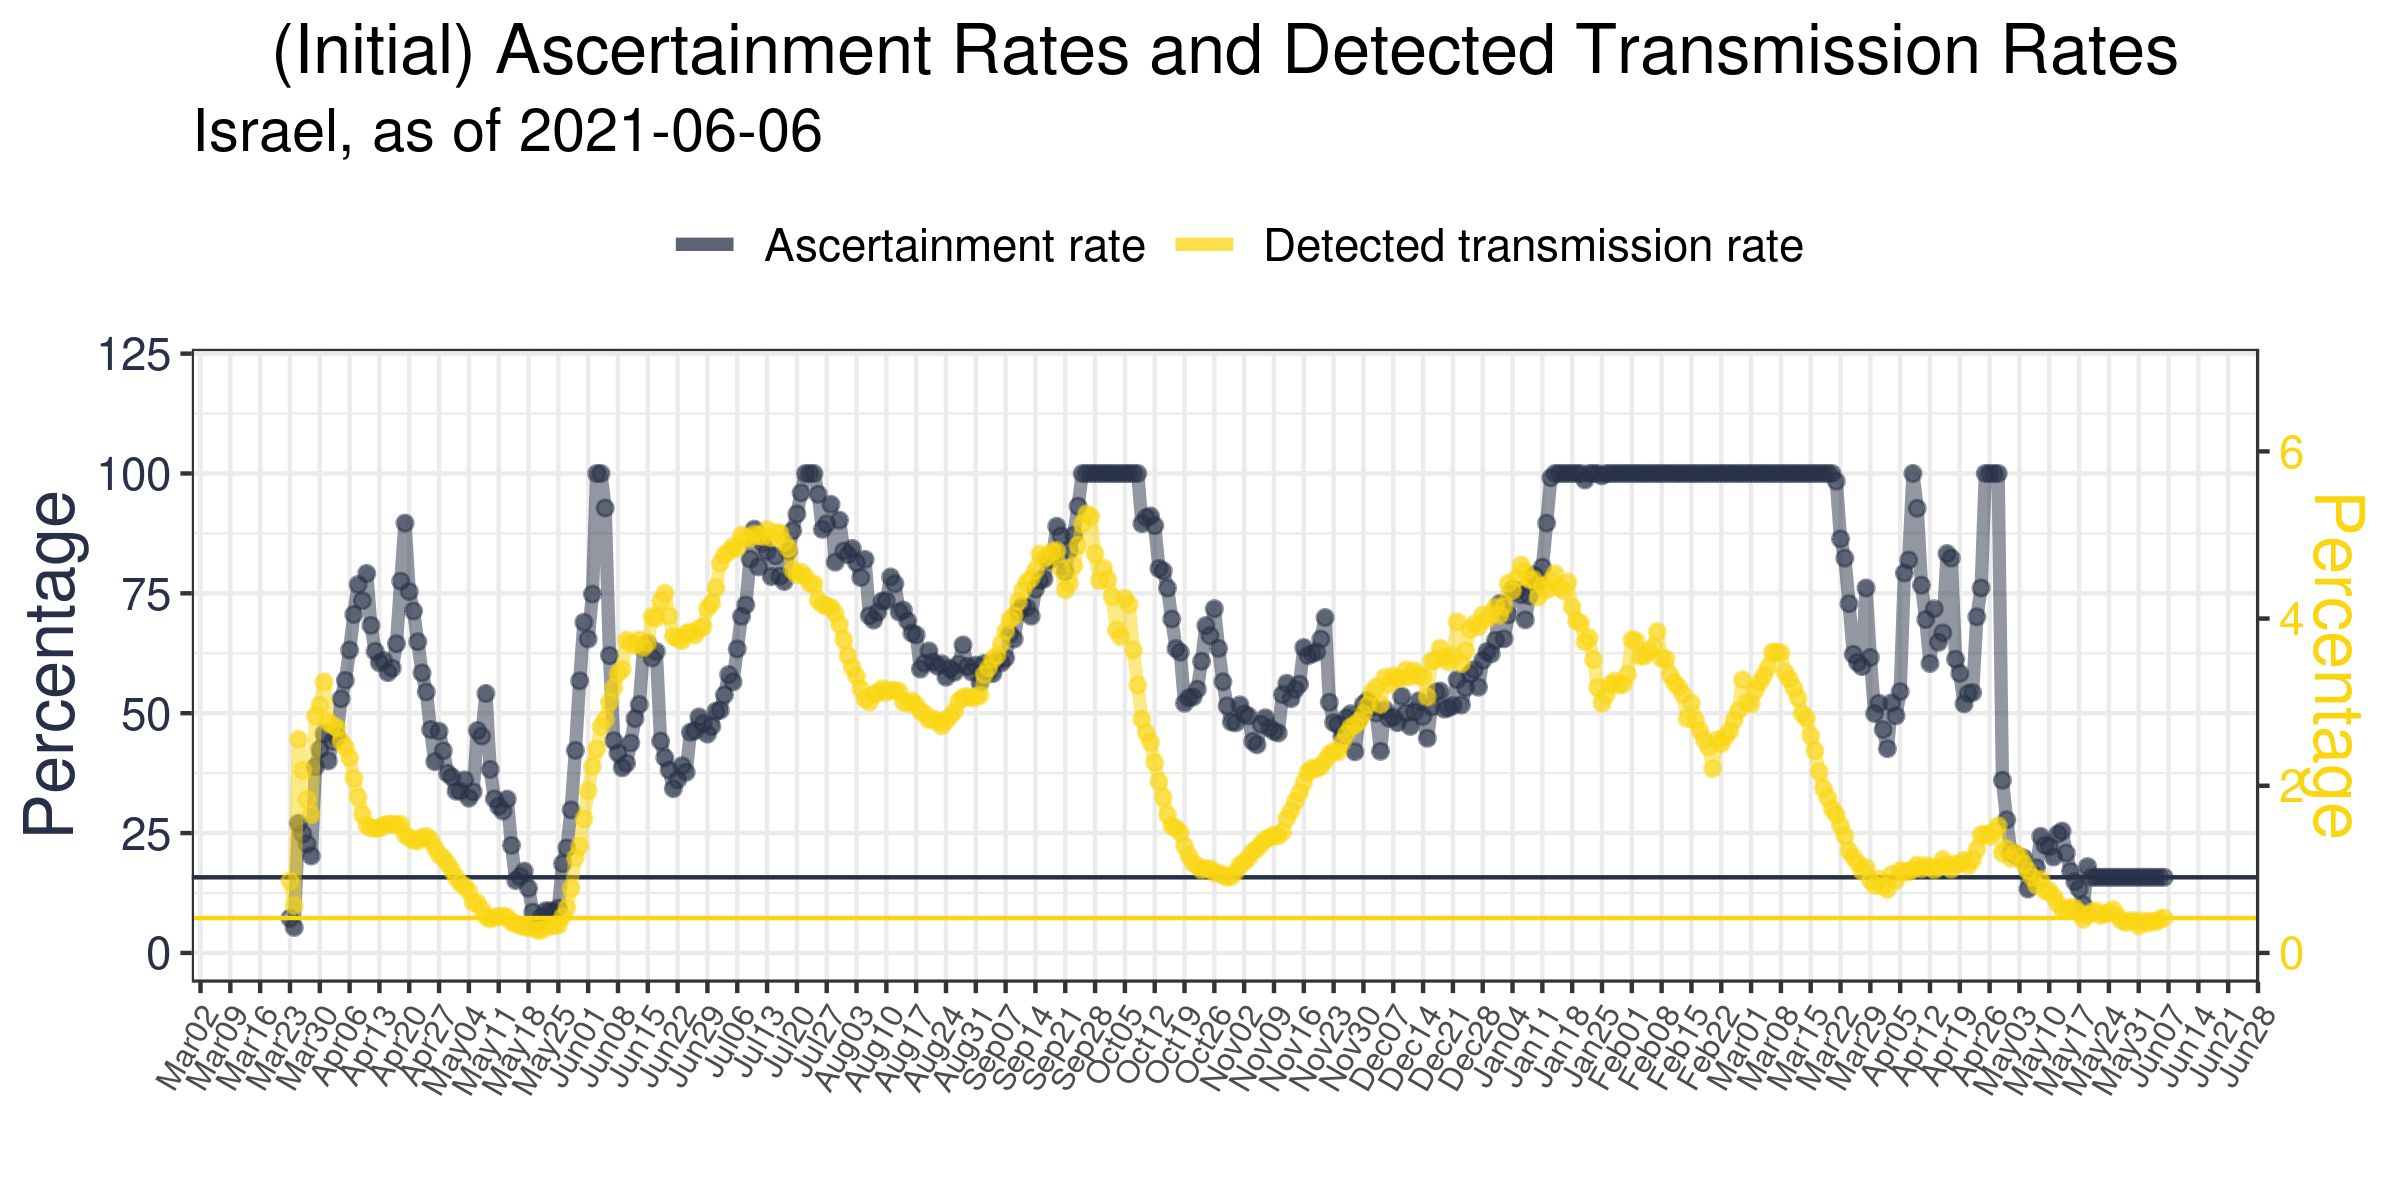 (Initial) Ascertainment Rates and Detected Transmission Rates
Israel, as of 2021-06-06
Ascertainment rate
Detected transmission rate
Percentage
125
100
75
50
25
0
6
4
2
0
Percentage
Mar02
Mar09
Mar16
Mar23
Mar30
Apr06
Apr13
Apr20
Apr27
May04
May11
May18
May25
Jun01
Jun08
Jun15
Jun22
Jun29
Jul06
Jul13
Jul20
Jul27
Aug03
Aug10
Aug17
Aug24
Aug31
Sep07
Sep14
Sep21
Sep28
Oct05
Oct12
Oct19
Oct26
Nov02
Nov09
Nov16
Nov23
Nov30
Dec07
Dec14
Dec21
Dec28
Jan04
Jan11
Jan18
Jan25
Feb01
Feb08
Feb15
Feb22
Mar01
Mar08
Mar15
Mar22
Mar29
Apr05
Apr12
Apr19
Apr26
May03
May10
May17
May24
May31
Jun07
Jun14
Jun21
Jun28